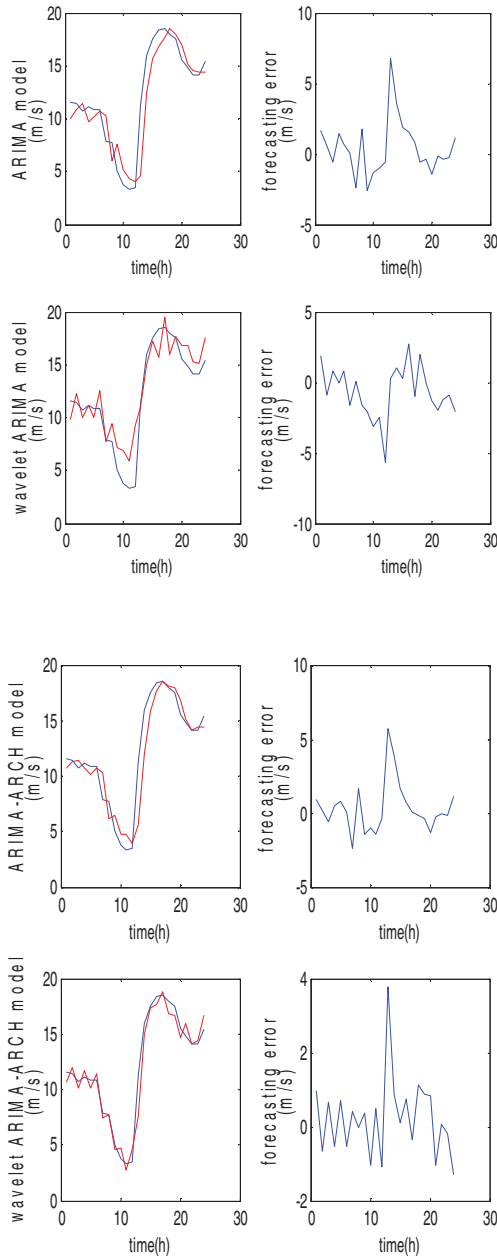 ARIMA model
(m/s)
20
15
10
5
0
0 10 20 30
time(h)
forecasting error
(m/s)
10
5
0
-5
0 10 20 30
time(h)
wavelet ARIMA model
(m/s)
20
15
10
5
0
0 10 20 30
time(h)
forecasting error
(m/s)
5
0
-5
-10
0 10 20 30
time(h)
ARIMA-ARCH model
(m/s)
20
15
10
5
0
0 10 20 30
time(h)
forecasting error
(m/s)
10
5
0
-5
0 10 20 30
time(h)
wavelet ARIMA-ARCH model
(m/s)
20
15
10
5
0
0 10 20 30
time(h)
forecasting error
(m/s)
4
2
0
-2
0 10 20 30
time(h)